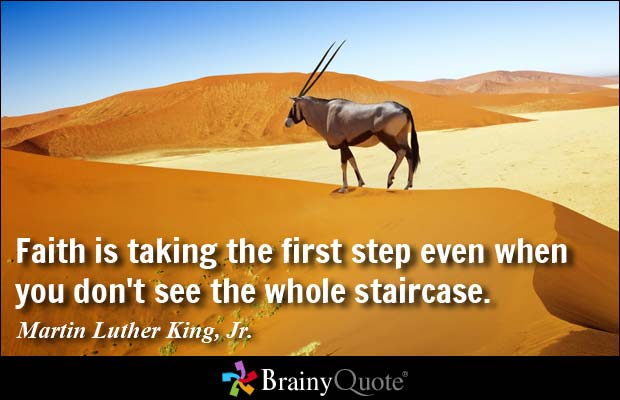 Faith is taking the first step even when
you don't see the whole staircase.
Martin Luther King, Jr.
BrainyQuote®